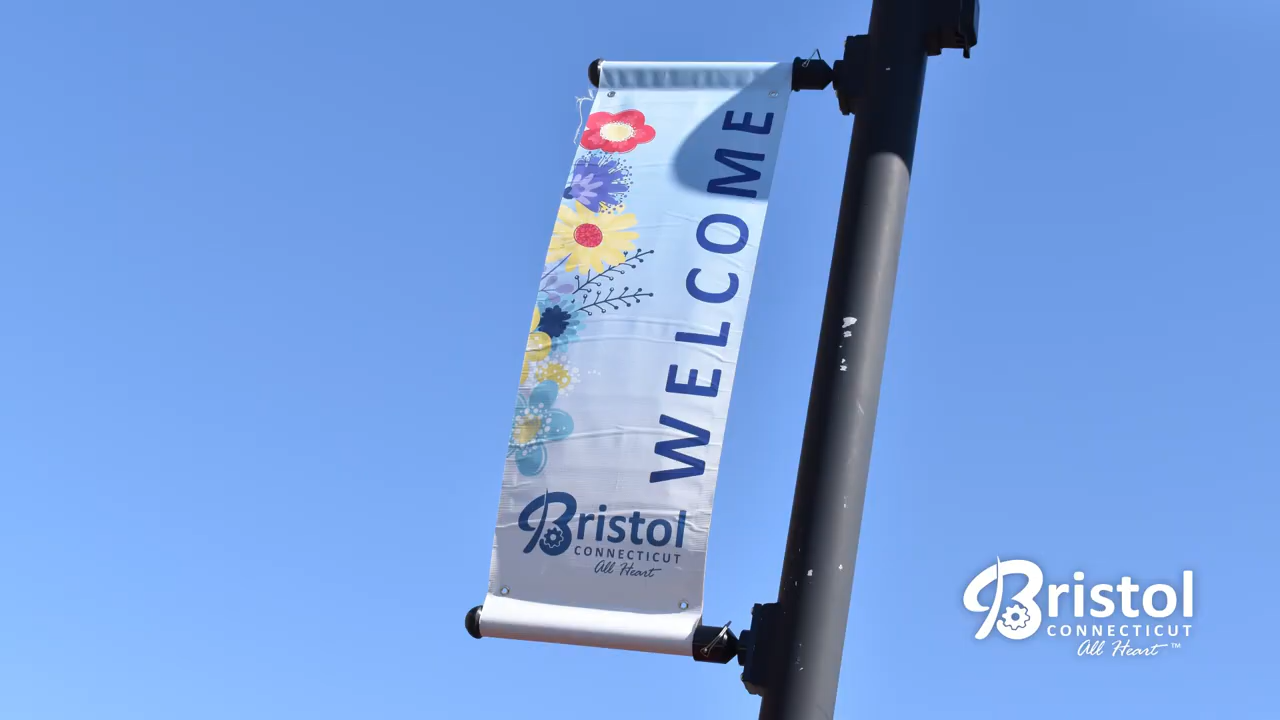 WELCOME
Bristol
CONNECTICUT
All Heart
Bristol
CONNECTICUT
All Heart™